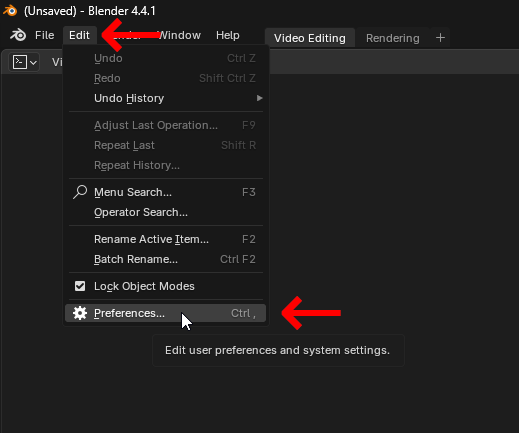 (Unsaved) - Blender 4.4.1
File Edit Window Help Video Editing Rendering +
Undo Ctrl Z
Redo Shift Ctrl Z
Undo History
Adjust Last Operation... F9
Repeat Last Shift R
Repeat History...
Menu Search... F3
Operator Search...
Rename Active Item... F2
Batch Rename... Ctrl F2
Lock Object Modes
Preferences... Ctrl ,
Edit user preferences and system settings.